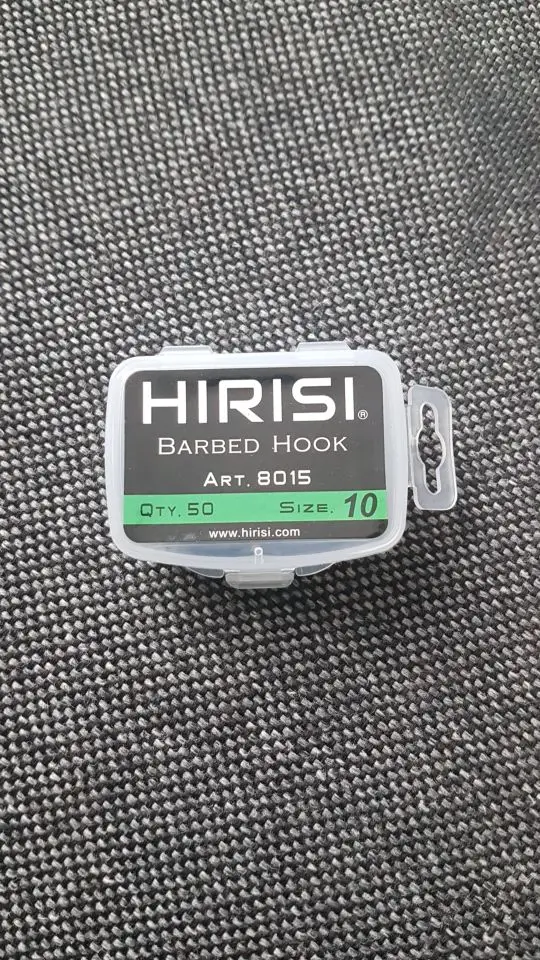 HIRISI®
BARBED HOOK
ART. 8015
QTY. 50 SIZE. 10
www.hirisi.com